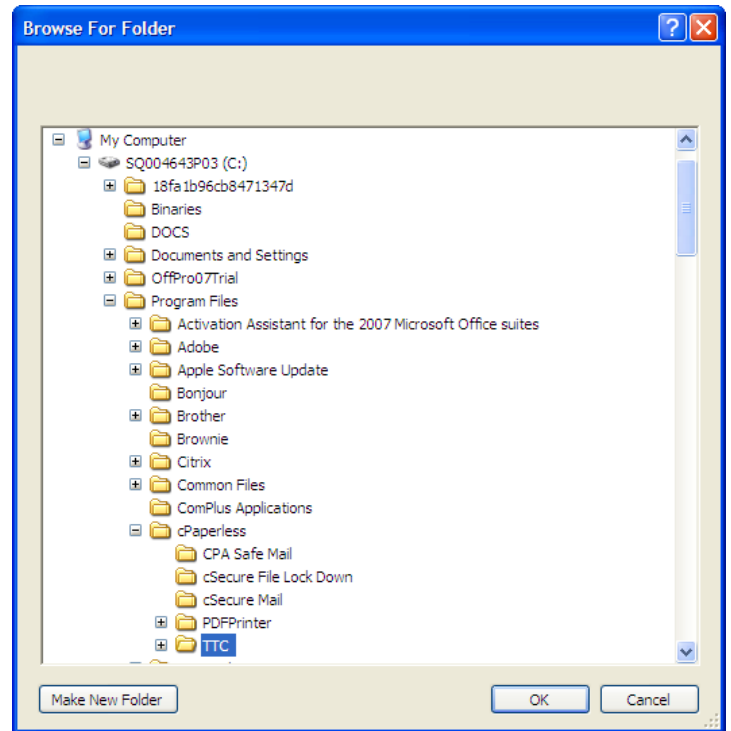 Browse For Folder
My Computer
SQ004643P03 (C:)
18fa1b96cb8471347d
Binaries
DOCS
Documents and Settings
OffPro07Trial
Program Files
Activation Assistant for the 2007 Microsoft Office suites
Adobe
Apple Software Update
Bonjour
Brother
Brownie
Citrix
Common Files
ComPlus Applications
cPaperless
CPA Safe Mail
cSecure File Lock Down
cSecure Mail
PDFPrinter
TTC
Make New Folder OK Cancel